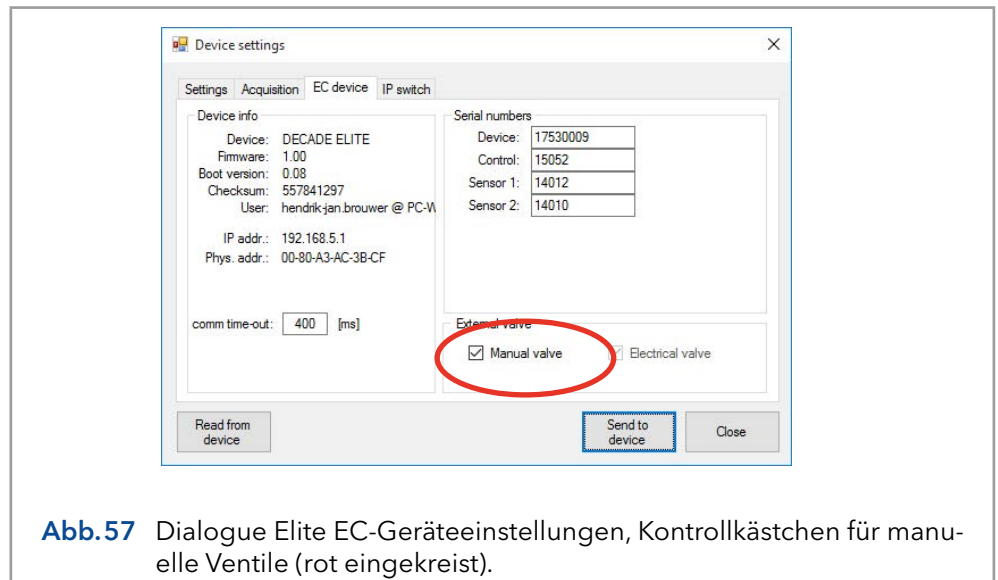 Device settings
Settings Acquisition EC device IP switch
Device info
Device: DECADE ELITE
Firmware: 1.00
Boot version: 0.08
Checksum: 557841297
User: hendrik-jan.brouwer @ PC-W
IP addr.: 192.168.5.1
Phys. addr.: 00-80-A3-AC-3B-CF
comm time-out: 400 [ms]
Serial numbers
Device: 17530009
Control: 15052
Sensor 1: 14012
Sensor 2: 14010
External valve
Manual valve Electrical valve
Read from
device
Send to
device
Close
Abb.57 Dialogue Elite EC-Geräteeinstellungen, Kontrollkästchen für manu-
elle Ventile (rot eingekreist).